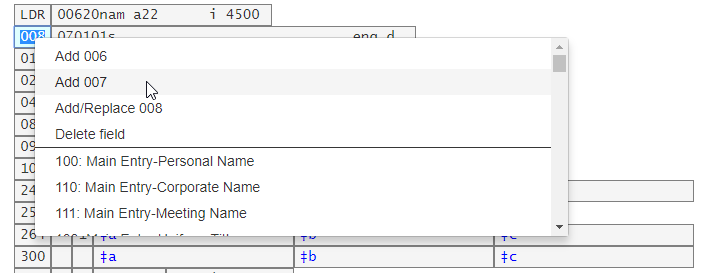 LDR 00620nam a22 i 4500
008 070101s eng d
01
Add 006
02
Add 007
04
Add/Replace 008
08
Delete field
09
10
100: Main Entry-Personal Name
24
110: Main Entry-Corporate Name
25
111: Main Entry-Meeting Name
264 ‡a ‡b ‡c
300 ‡a ‡b ‡c